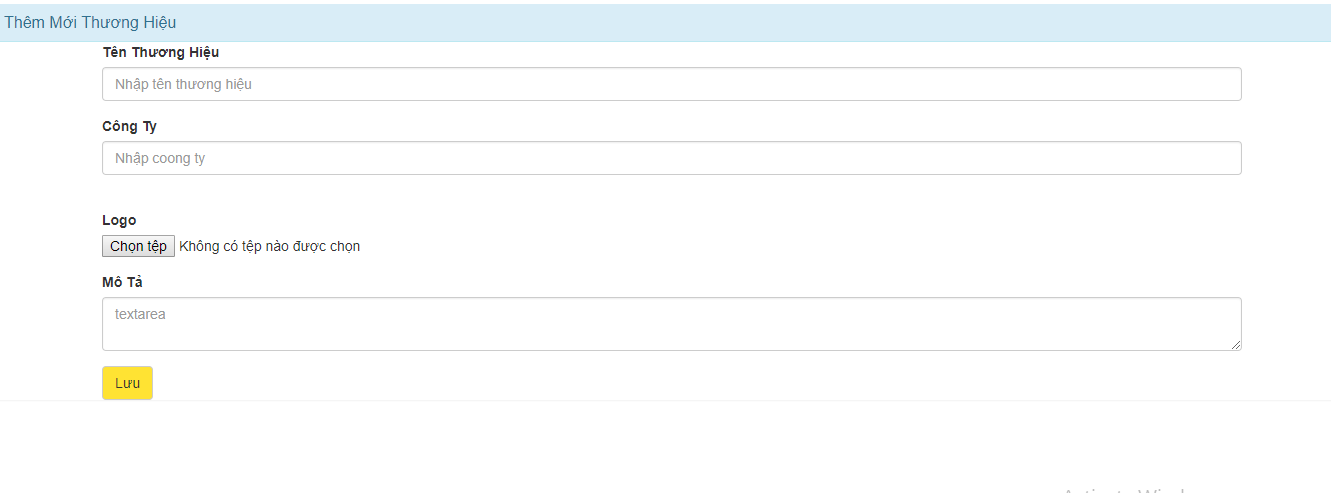 Thêm Mới Thương Hiệu
Tên Thương Hiệu
Nhập tên thương hiệu
Công Ty
Nhập coong ty
Logo
Chọn tệp Không có tệp nào được chọn
Mô Tả
textarea
Lưu